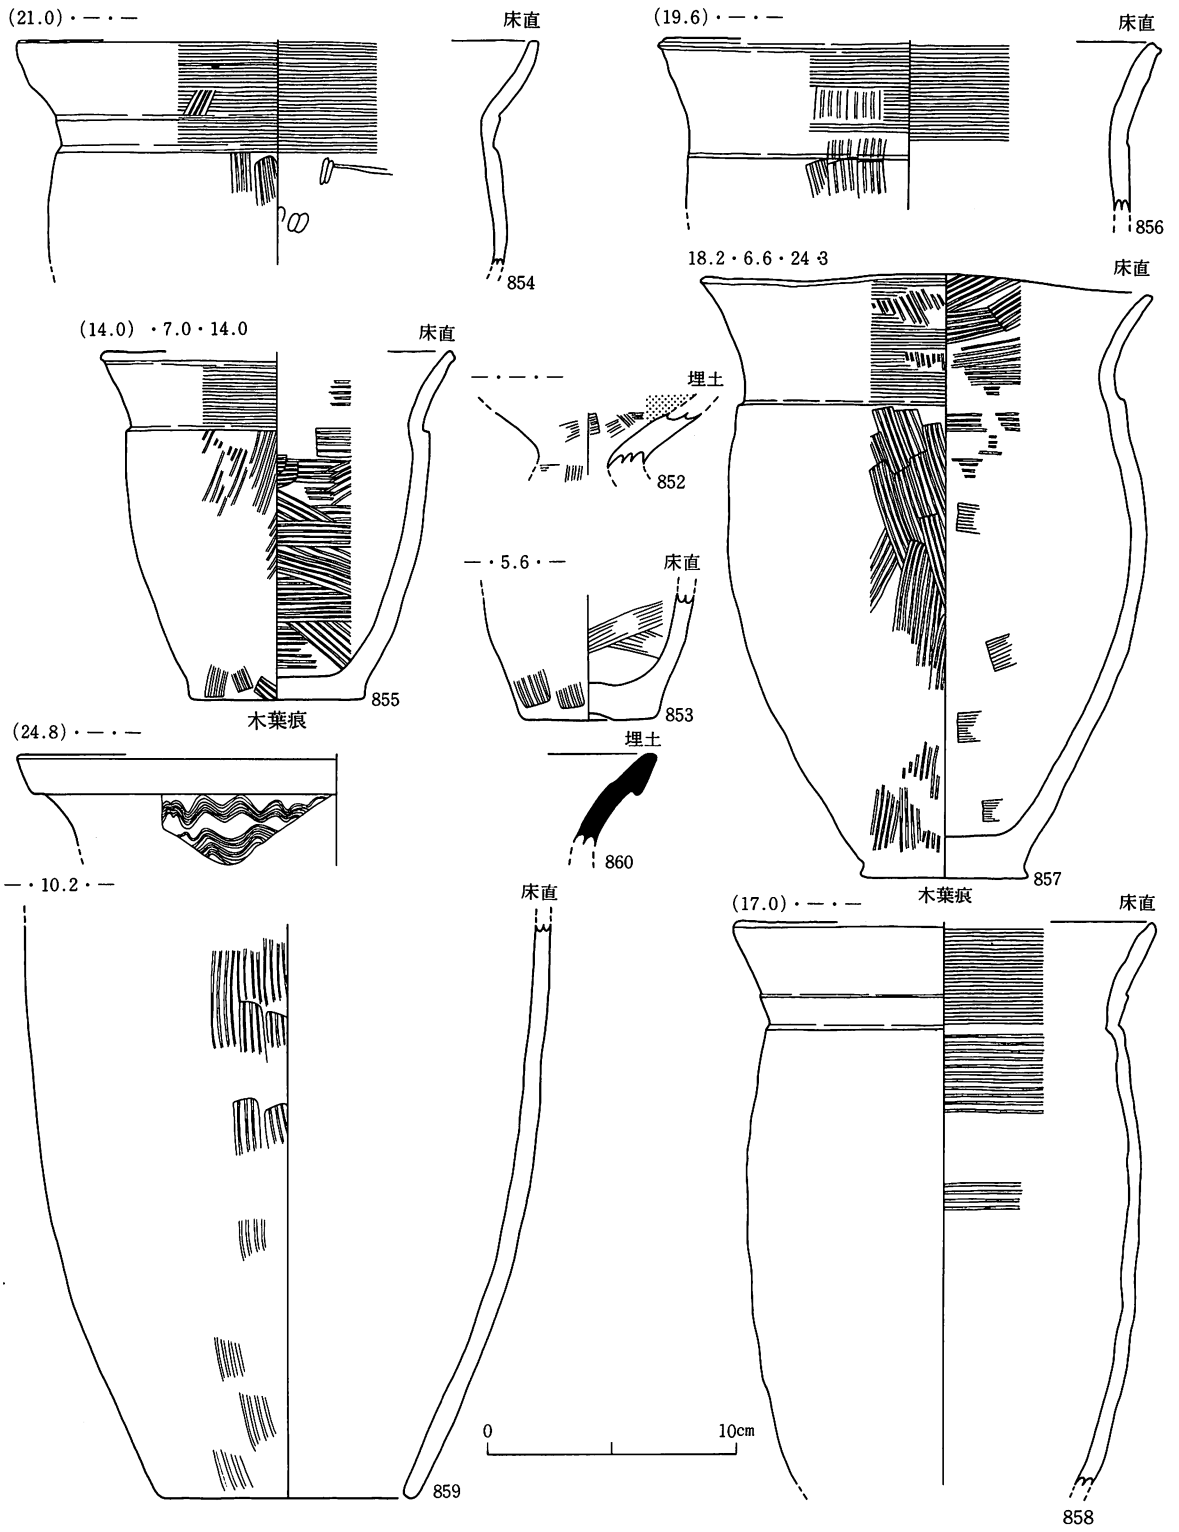 (21.0)・―・―
床直
854
(19.6)・―・―
床直
856
(14.0)・7.0・14.0
床直
855
木葉痕
―・―・―
埋土
852
―・5.6・―
床直
853
18.2・6.6・24.3
床直
857
木葉痕
(24.8)・―・―
埋土
860
―・10.2・―
床直
859
(17.0)・―・―
床直
858
0 10cm